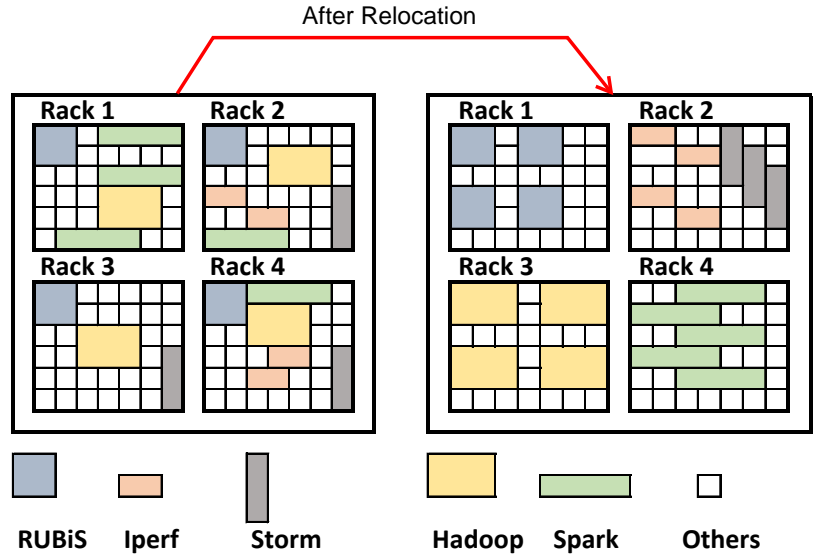 After Relocation
Rack 1 Rack 2 Rack 1 Rack 2
Rack 3 Rack 4 Rack 3 Rack 4
RUBiS Iperf Storm Hadoop Spark Others